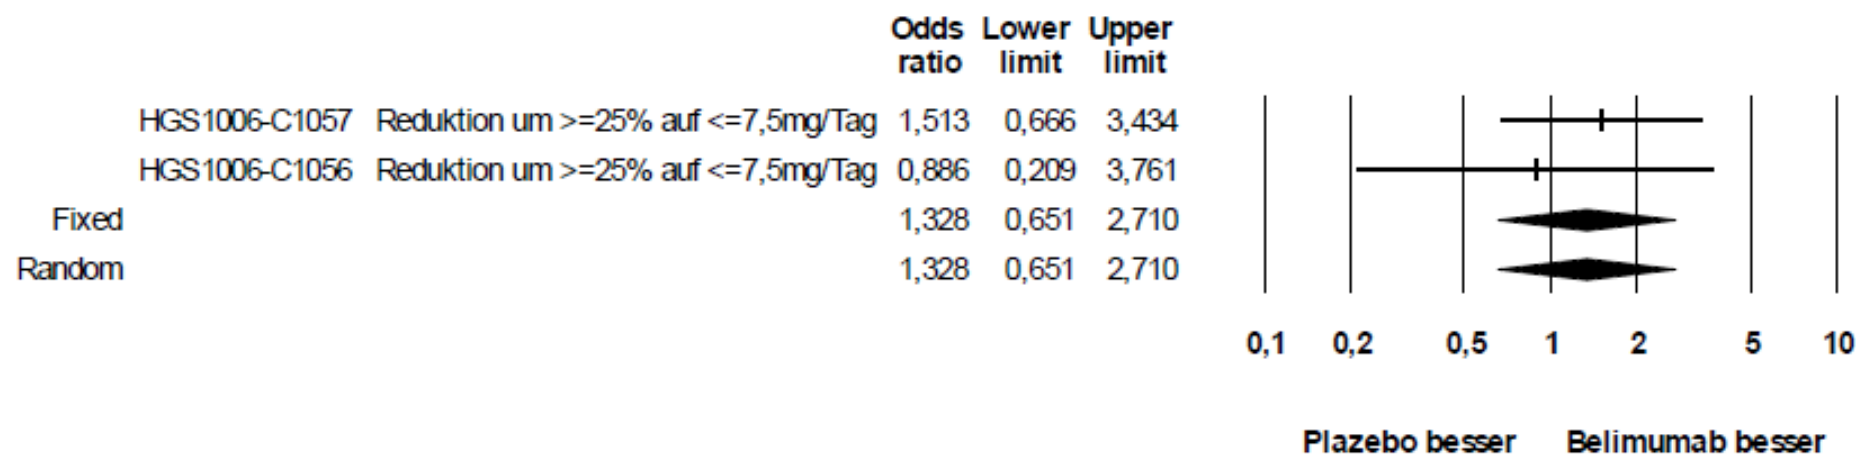 Odds Lower Upper
ratio limit limit
HGS1006-C1057 Reduktion um >=25% auf <=7,5mg/Tag 1,513 0,666 3,434
HGS1006-C1056 Reduktion um >=25% auf <=7,5mg/Tag 0,886 0,209 3,761
Fixed 1,328 0,651 2,710
Random 1,328 0,651 2,710
0,1 0,2 0,5 1 2 5 10
Plazebo besser Belimumab besser